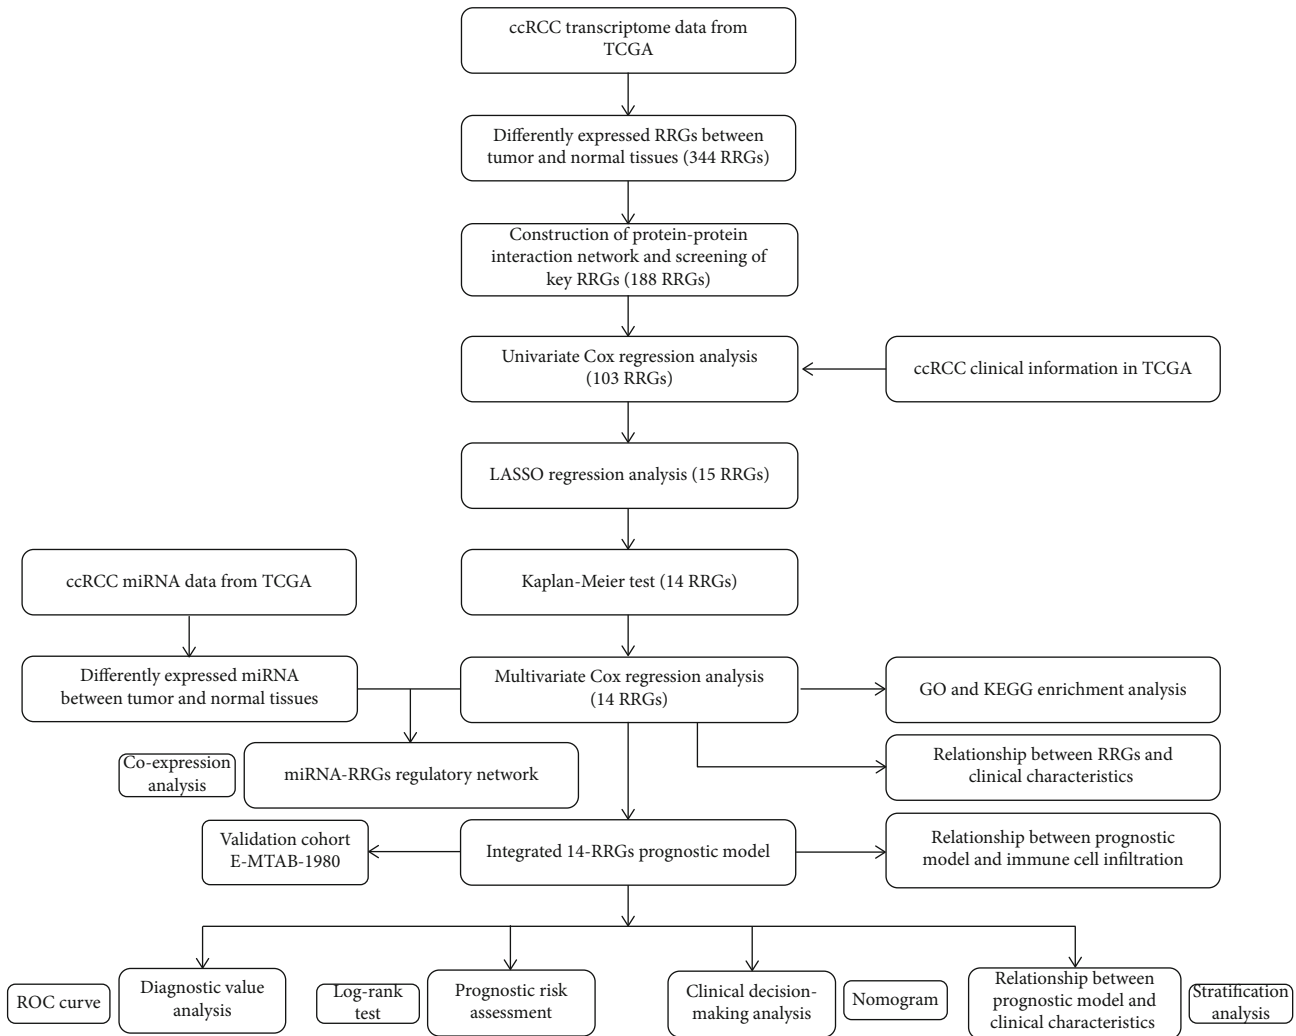 ccRCC transcriptome data from
TCGA
Differently expressed RRGs between
tumor and normal tissues (344 RRGs)
Construction of protein-protein
interaction network and screening of
key RRGs (188 RRGs)
Univariate Cox regression analysis
(103 RRGs)
ccRCC clinical information in TCGA
LASSO regression analysis (15 RRGs)
ccRCC miRNA data from TCGA
Kaplan-Meier test (14 RRGs)
Differently expressed miRNA
between tumor and normal tissues
Multivariate Cox regression analysis
(14 RRGs)
GO and KEGG enrichment analysis
Co-expression
analysis
miRNA-RRGs regulatory network
Relationship between RRGs and
clinical characteristics
Validation cohort
E-MTAB-1980
Integrated 14-RRGs prognostic model
Relationship between prognostic
model and immune cell infiltration
ROC curve
Diagnostic value
analysis
Log-rank
test
Prognostic risk
assessment
Clinical decision-
making analysis
Nomogram
Relationship between
prognostic model and
clinical characteristics
Stratification
analysis